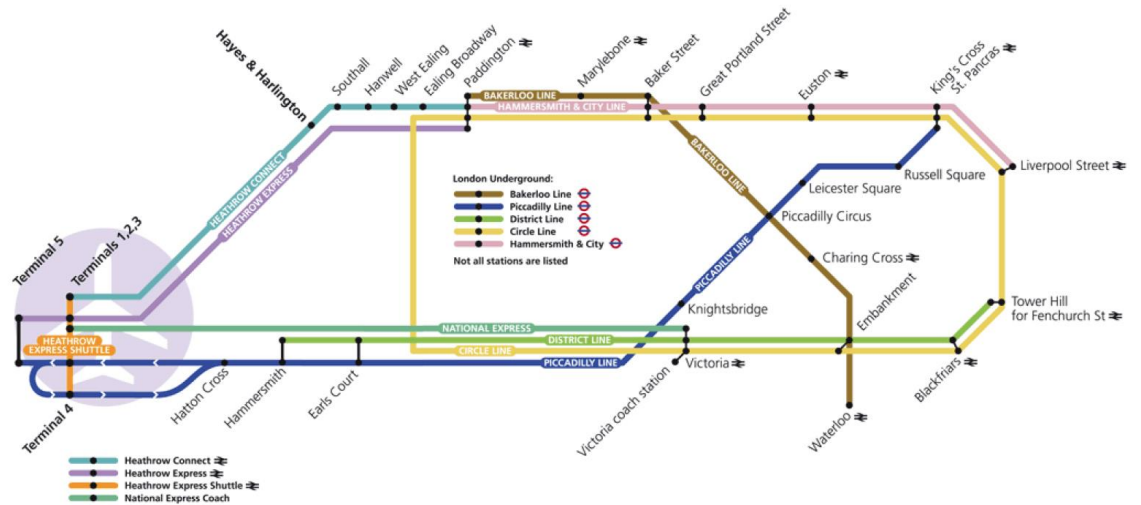 Hayes & Harlington
Southall
Hanwell
West Ealing
Ealing Broadway
Paddington
Marylebone
Baker Street
Great Portland Street
Euston
King's Cross
St. Pancras
BAKERLOO LINE
HAMMERSMITH & CITY LINE
HEATHROW CONNECT
HEATHROW EXPRESS
BAKERLOO LINE
Liverpool Street
Russell Square
Leicester Square
London Underground:
Bakerloo Line
Piccadilly Line
District Line
Circle Line
Hammersmith & City
Not all stations are listed
Piccadilly Circus
PICCADILLY LINE
Charing Cross
Terminal 5
Terminals 1,2,3
Knightsbridge
Embankment
Tower Hill
for Fenchurch St
NATIONAL EXPRESS
HEATHROW
EXPRESS SHUTTLE
DISTRICT LINE
CIRCLE LINE
PICCADILLY LINE
Victoria
Terminal 4
Hatton Cross
Hammersmith
Earls Court
Victoria coach station
Waterloo
Blackfriars
Heathrow Connect
Heathrow Express
Heathrow Express Shuttle
National Express Coach